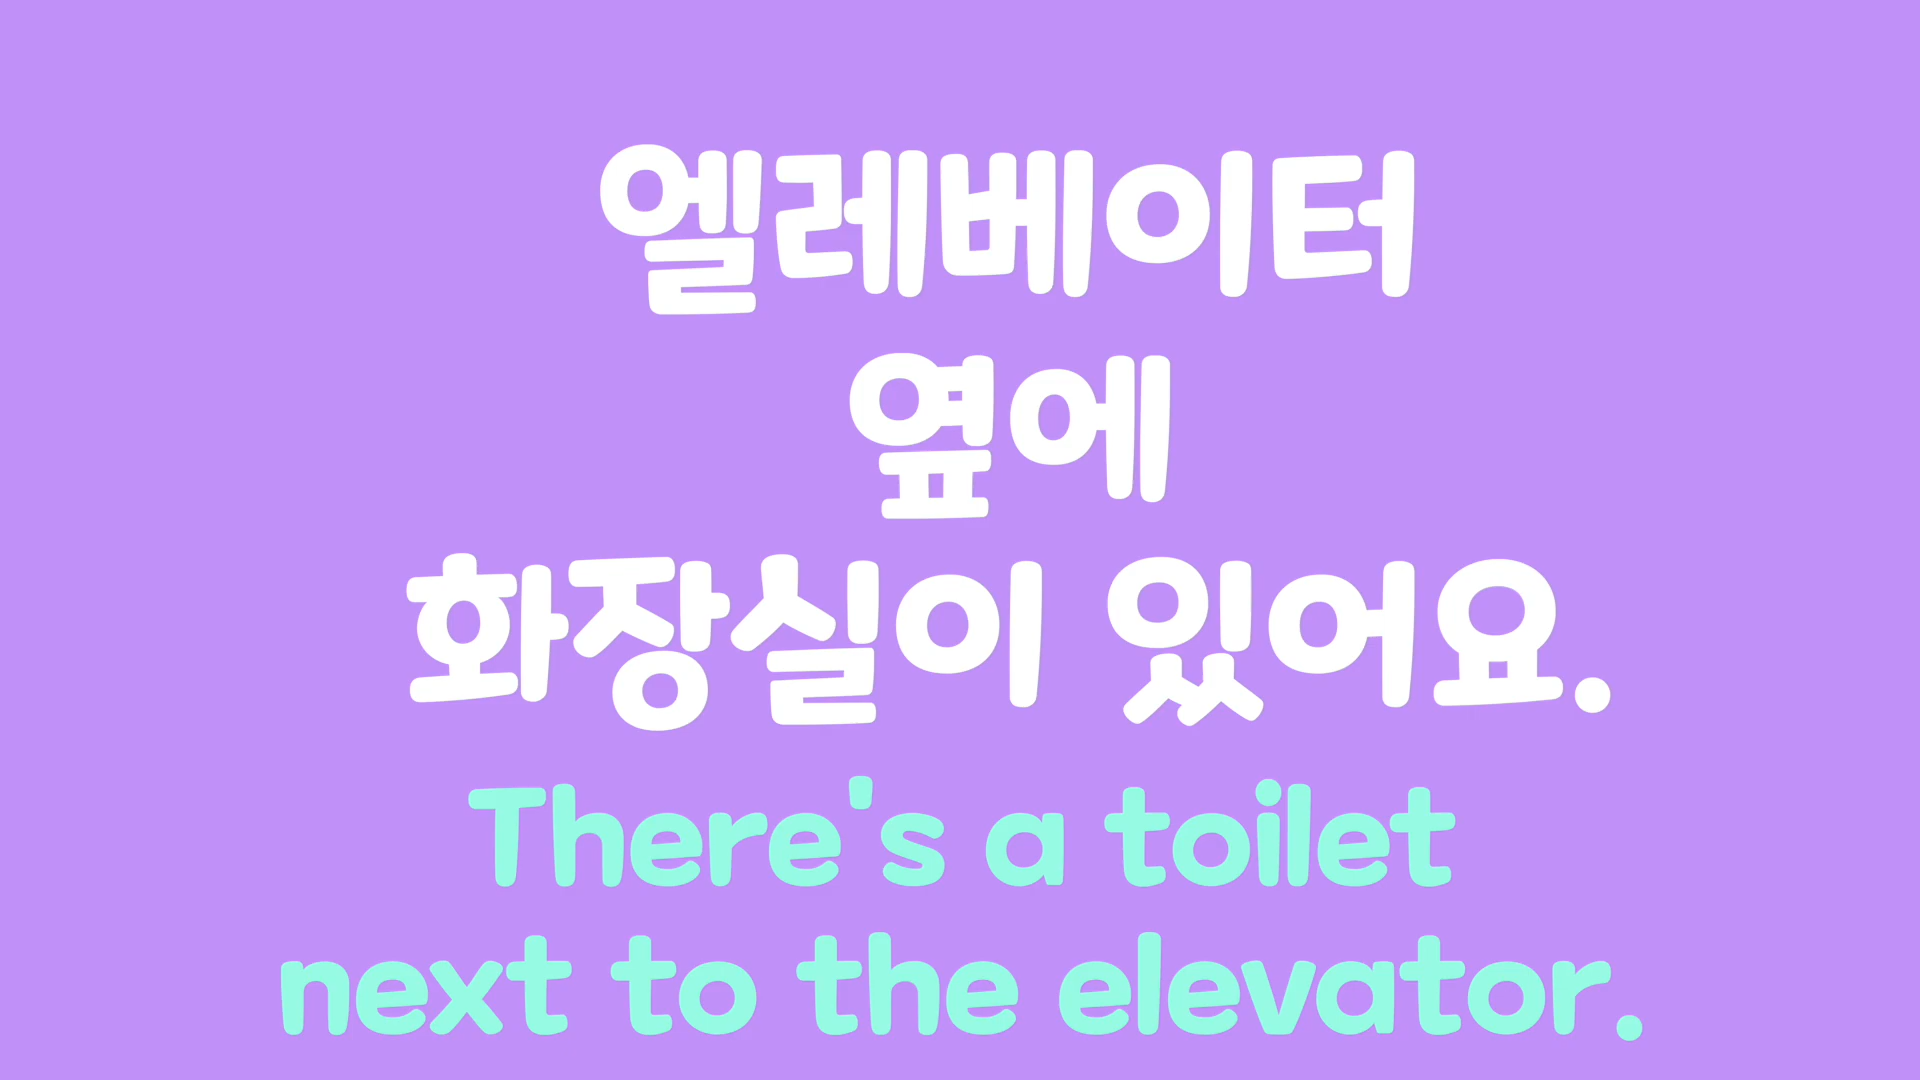 엘레베이터
옆에
화장실이 있어요.
There's a toilet
next to the elevator.